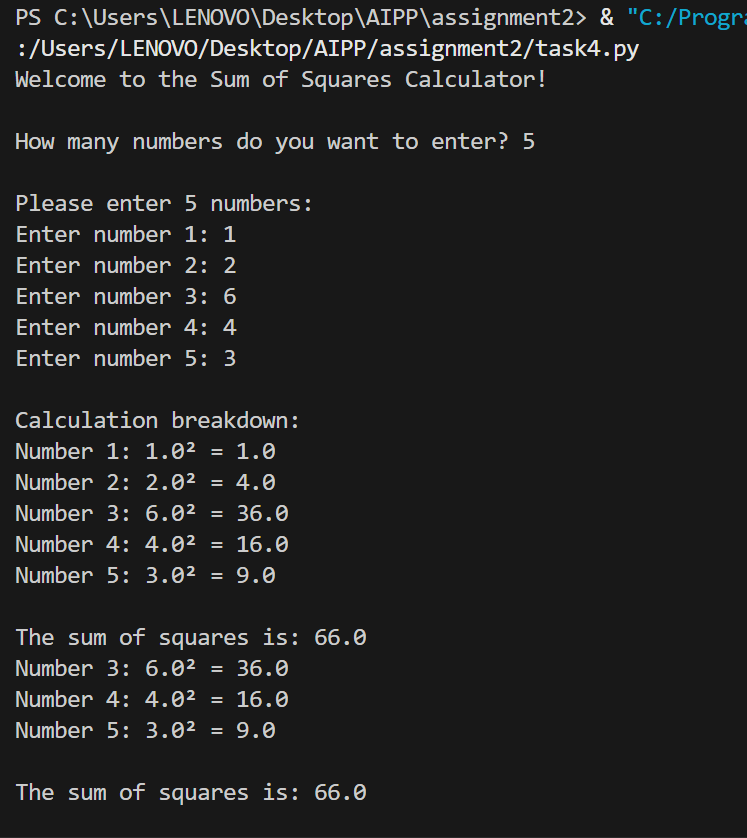 PS C:\Users\LENOVO\Desktop\AIPP\assignment2> & "C:/Progra
:/Users/LENOVO/Desktop/AIPP/assignment2/task4.py
Welcome to the Sum of Squares Calculator!
How many numbers do you want to enter? 5
Please enter 5 numbers:
Enter number 1: 1
Enter number 2: 2
Enter number 3: 6
Enter number 4: 4
Enter number 5: 3
Calculation breakdown:
Number 1: 1.0² = 1.0
Number 2: 2.0² = 4.0
Number 3: 6.0² = 36.0
Number 4: 4.0² = 16.0
Number 5: 3.0² = 9.0
The sum of squares is: 66.0
Number 3: 6.0² = 36.0
Number 4: 4.0² = 16.0
Number 5: 3.0² = 9.0
The sum of squares is: 66.0